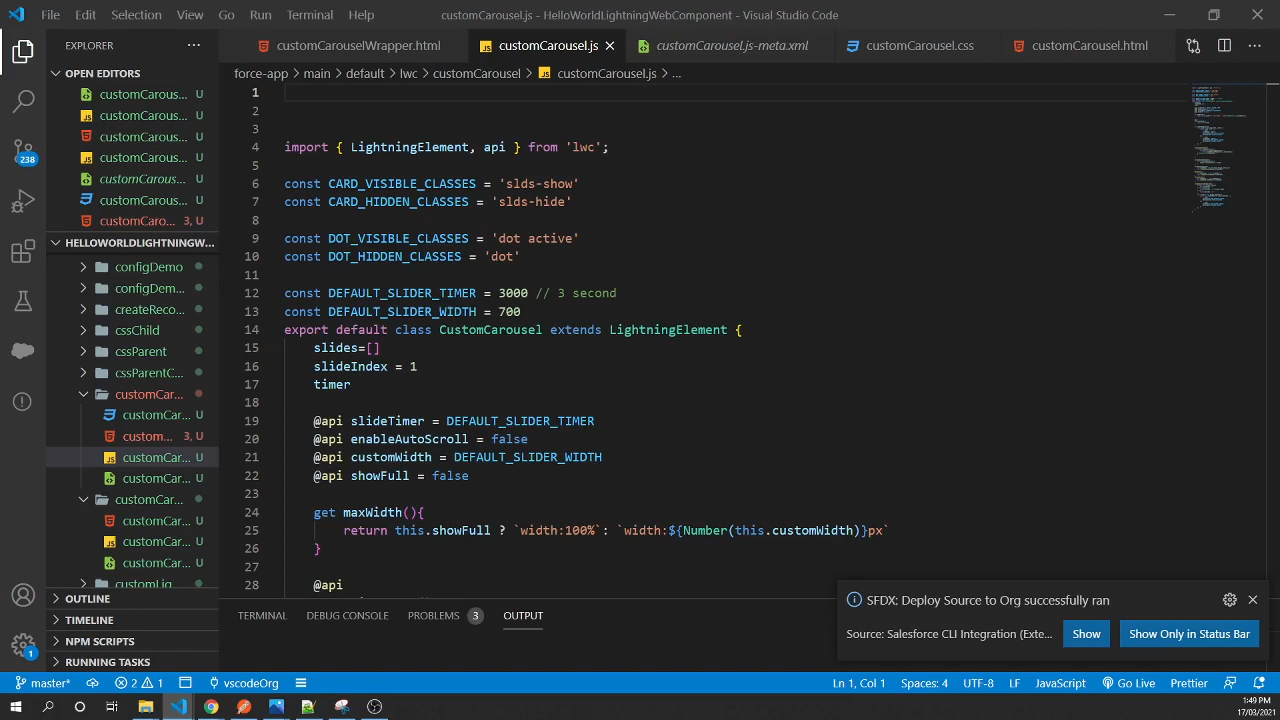 File Edit Selection View Go Run Terminal Help customCarousel.js - HelloWorldLightningWebComponent - Visual Studio Code
EXPLORER ...
customCarouselWrapper.html customCarousel.js customCarousel.js-meta.xml customCarousel.css customCarousel.html ...
force-app > main > default > lwc > customCarousel > customCarousel.js > ...
OPEN EDITORS
customCarous... U
customCarous... U
customCarous... U
customCarous... U
customCarous... U
customCarous... U
customCaro... 3, U
HELLOWORLDLIGHTNINGW...
configDemo
configDem...
createReco...
cssChild
cssParent
cssParentC...
customCar...
customCar... U
custom... 3, U
customCar... U
customCar... U
customCar...
customCar... U
customCar... U
customCar... U
customLig...
OUTLINE
TIMELINE
NPM SCRIPTS
RUNNING TASKS
238
1
1
2
3
4 import { LightningElement, api } from 'lwc';
5
6 const CARD_VISIBLE_CLASSES = 'slds-show'
7 const CARD_HIDDEN_CLASSES = 'slds-hide'
8
9 const DOT_VISIBLE_CLASSES = 'dot active'
10 const DOT_HIDDEN_CLASSES = 'dot'
11
12 const DEFAULT_SLIDER_TIMER = 3000 // 3 second
13 const DEFAULT_SLIDER_WIDTH = 700
14 export default class CustomCarousel extends LightningElement {
15 slides=[]
16 slideIndex = 1
17 timer
18
19 @api slideTimer = DEFAULT_SLIDER_TIMER
20 @api enableAutoScroll = false
21 @api customWidth = DEFAULT_SLIDER_WIDTH
22 @api showFull = false
23
24 get maxWidth(){
25 return this.showFull ? `width:100%`: `width:${Number(this.customWidth)}px`
26 }
27
28 @api
TERMINAL DEBUG CONSOLE PROBLEMS 3 OUTPUT
SFDX: Deploy Source to Org successfully ran
Source: Salesforce CLI Integration (Exte... Show Show Only in Status Bar
master* 2 1 vscodeOrg Ln 1, Col 1 Spaces: 4 UTF-8 LF JavaScript Go Live Prettier
1:49 PM
17/03/2021